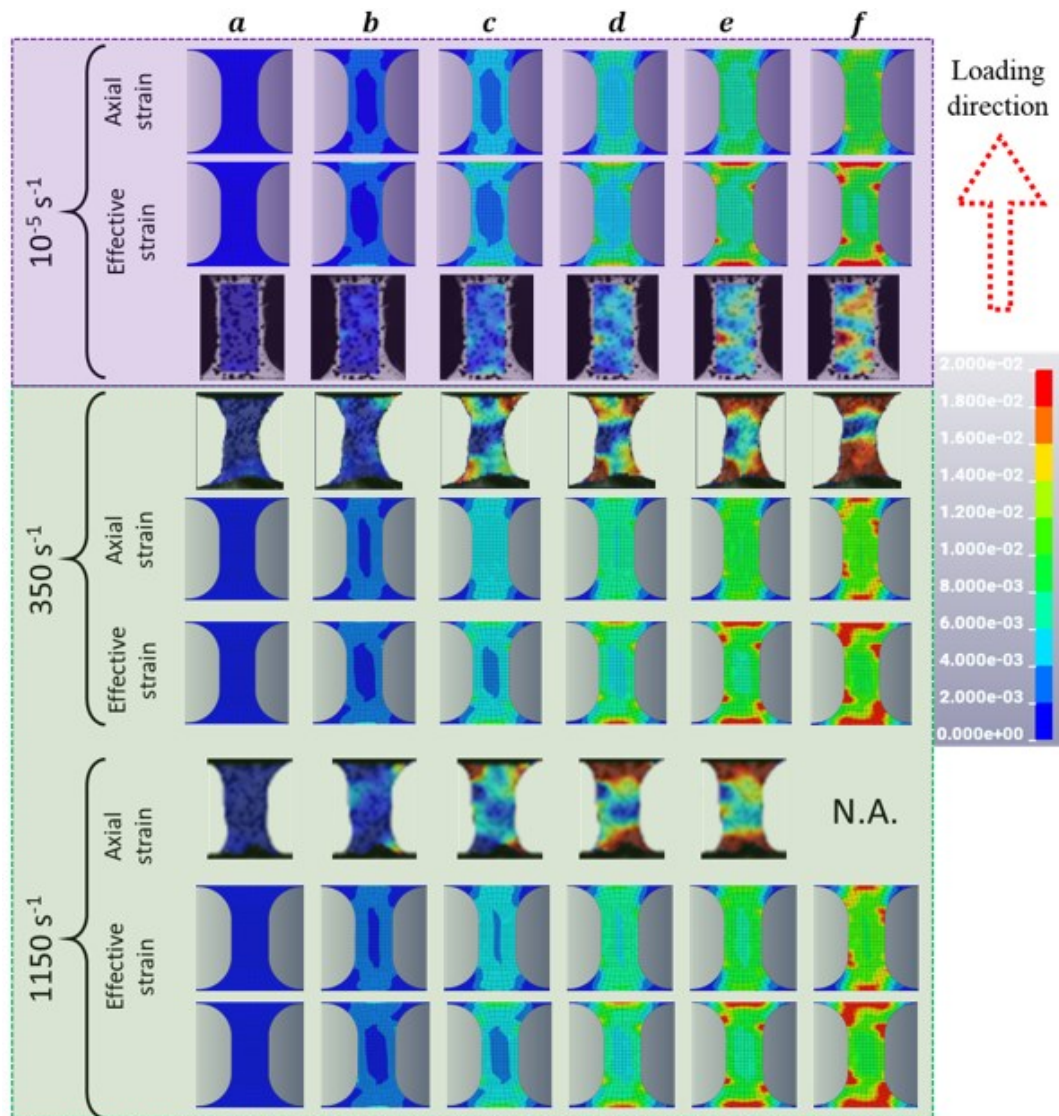 a b c d e f
Loading
direction
10⁻⁵ s⁻¹
Axial
strain
Effective
strain
350 s⁻¹
Axial
strain
Effective
strain
1150 s⁻¹
Axial
strain
N.A.
Effective
strain
2.000e-02
1.800e-02
1.600e-02
1.400e-02
1.200e-02
1.000e-02
8.000e-03
6.000e-03
4.000e-03
2.000e-03
0.000e+00